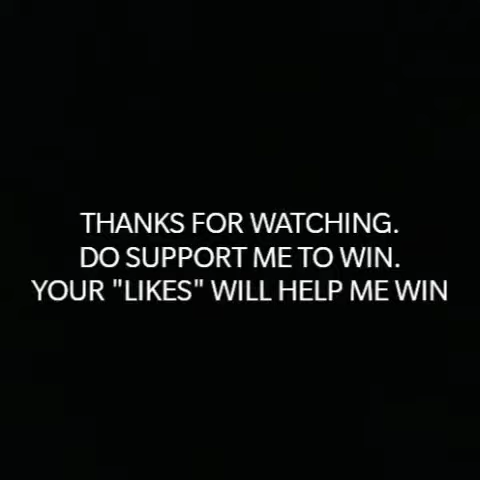 THANKS FOR WATCHING.
DO SUPPORT ME TO WIN.
YOUR "LIKES" WILL HELP ME WIN